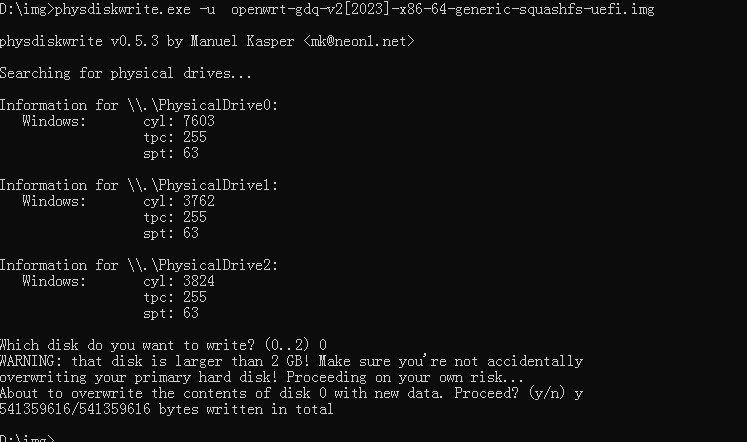 D:\img>physdiskwrite.exe -u  openwrt-gdq-v2[2023]-x86-64-generic-squashfs-uefi.img
physdiskwrite v0.5.3 by Manuel Kasper <mk@neon1.net>
Searching for physical drives...
Information for \\.\PhysicalDrive0:
   Windows:       cyl: 7603
                  tpc: 255
                  spt: 63
Information for \\.\PhysicalDrive1:
   Windows:       cyl: 3762
                  tpc: 255
                  spt: 63
Information for \\.\PhysicalDrive2:
   Windows:       cyl: 3824
                  tpc: 255
                  spt: 63
Which disk do you want to write? (0..2) 0
WARNING: that disk is larger than 2 GB! Make sure you're not accidentally
overwriting your primary hard disk! Proceeding on your own risk...
About to overwrite the contents of disk 0 with new data. Proceed? (y/n) y
541359616/541359616 bytes written in total
D:\img>